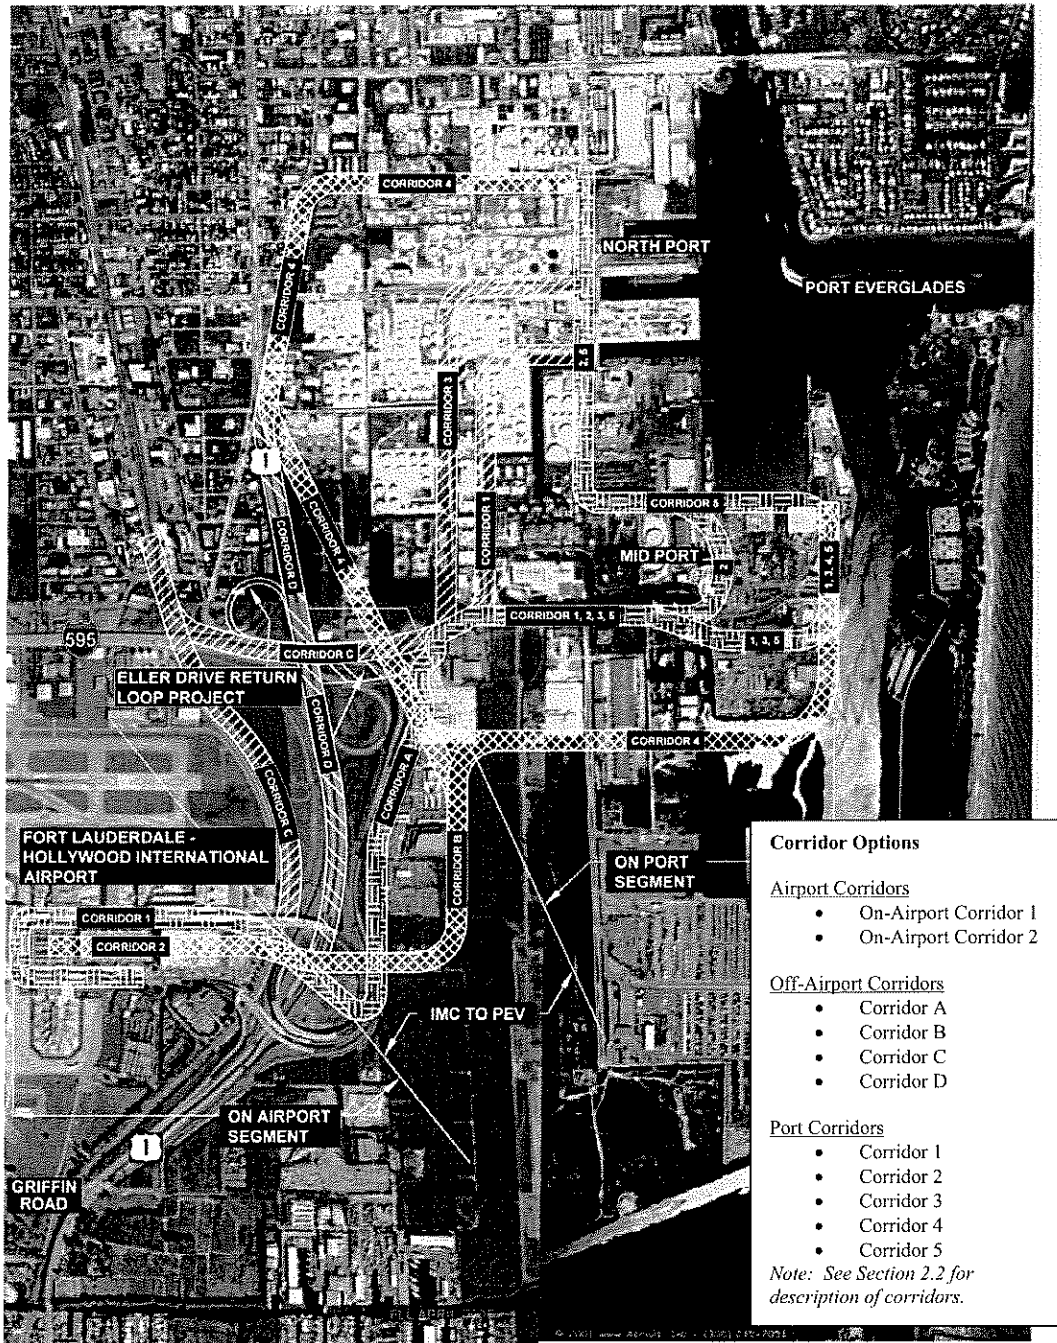 CORRIDOR 4
NORTH PORT
PORT EVERGLADES
CORRIDOR 4
2, 5
CORRIDOR 3
1
CORRIDOR 1
CORRIDOR 5
CORRIDOR 4
CORRIDOR D
MID PORT
2
1, 3, 4, 5
CORRIDOR 1, 2, 3, 5
595
CORRIDOR C
1, 3, 5
ELLER DRIVE RETURN
LOOP PROJECT
CORRIDOR D
CORRIDOR A
CORRIDOR 4
CORRIDOR C
FORT LAUDERDALE -
HOLLYWOOD INTERNATIONAL
AIRPORT
CORRIDOR B
ON PORT
SEGMENT
CORRIDOR 1
CORRIDOR 2
IMC TO PEV
ON AIRPORT
SEGMENT
1
GRIFFIN
ROAD
Corridor Options
Airport Corridors
• On-Airport Corridor 1
• On-Airport Corridor 2
Off-Airport Corridors
• Corridor A
• Corridor B
• Corridor C
• Corridor D
Port Corridors
• Corridor 1
• Corridor 2
• Corridor 3
• Corridor 4
• Corridor 5
Note: See Section 2.2 for
description of corridors.